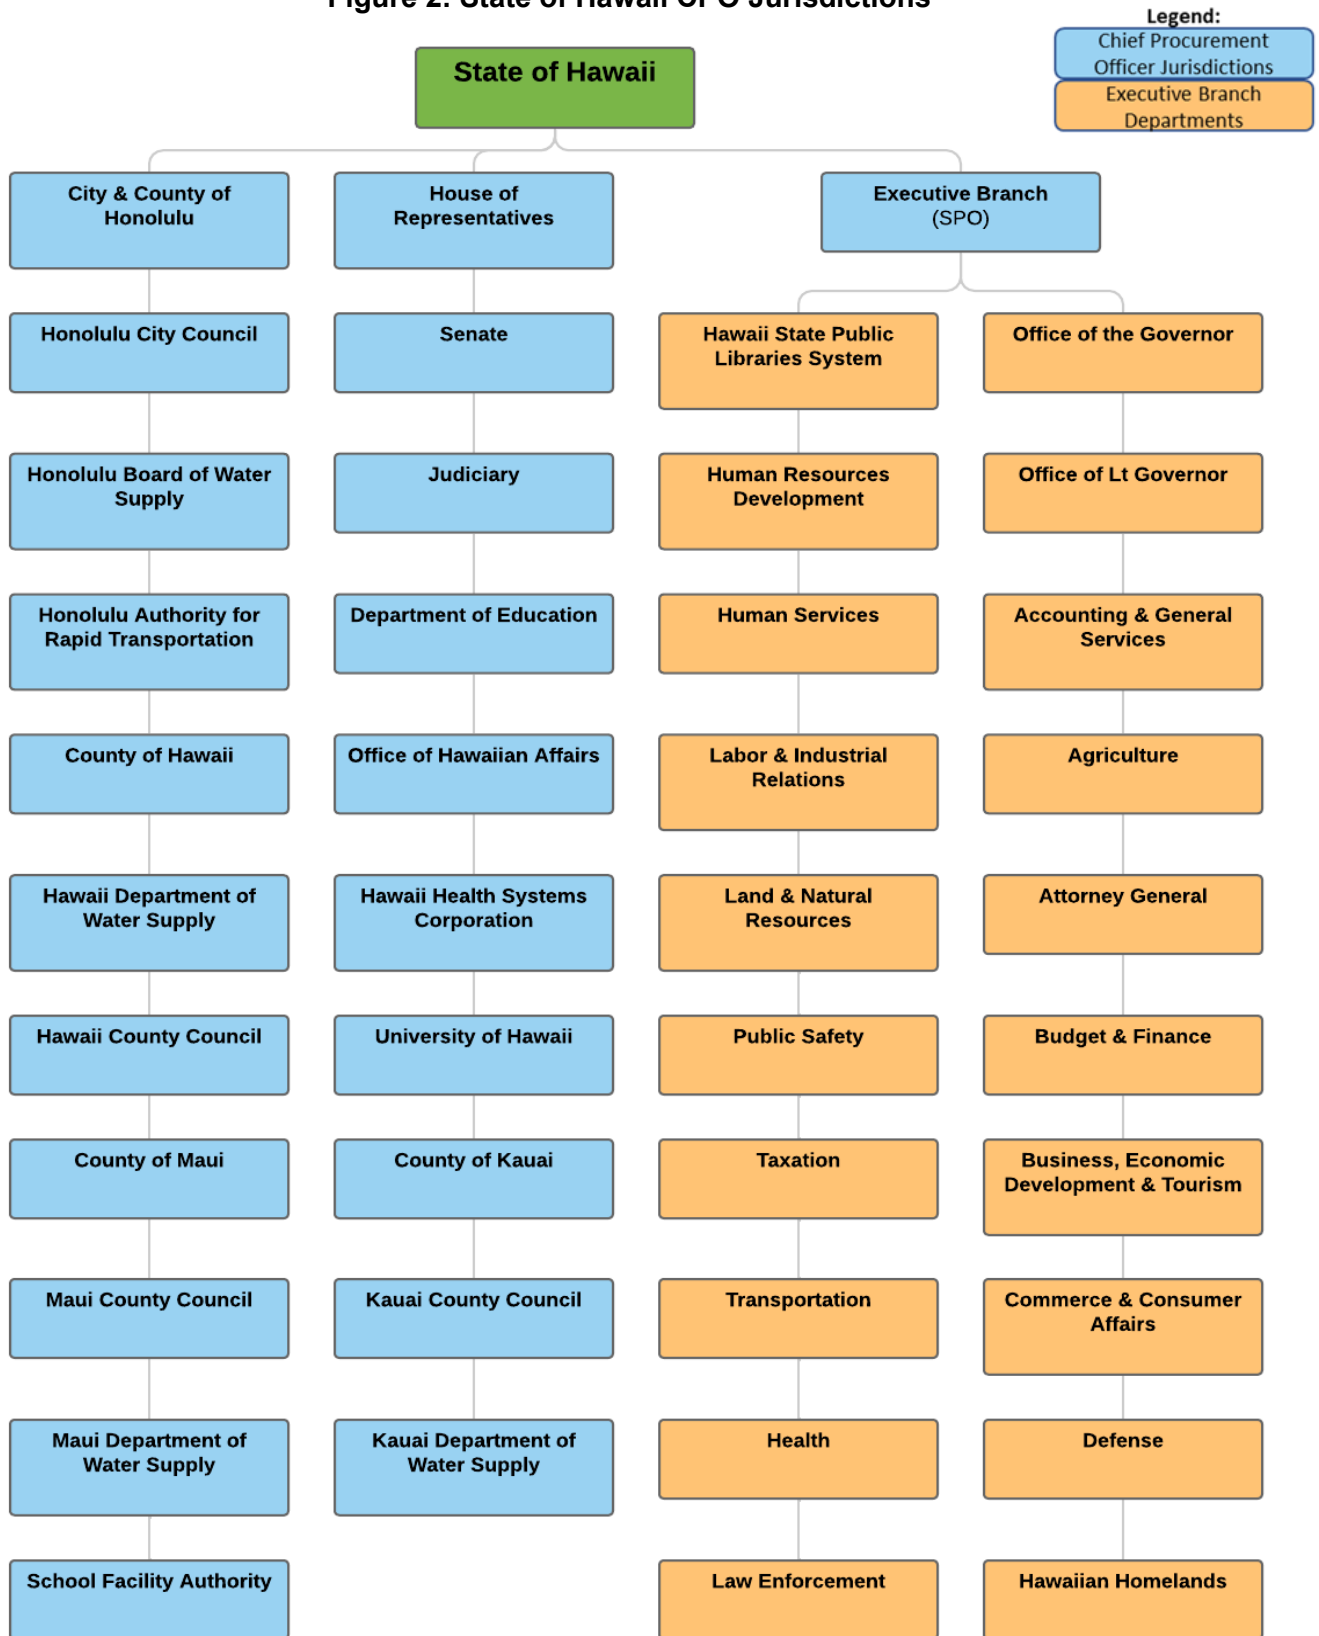 Figure 2: State of Hawaii CPO Jurisdictions
Legend:
Chief Procurement
Officer Jurisdictions
Executive Branch
Departments
State of Hawaii
City & County of
Honolulu
Honolulu City Council
Honolulu Board of Water
Supply
Honolulu Authority for
Rapid Transportation
County of Hawaii
Hawaii Department of
Water Supply
Hawaii County Council
County of Maui
Maui County Council
Maui Department of
Water Supply
School Facility Authority
House of
Representatives
Senate
Judiciary
Department of Education
Office of Hawaiian Affairs
Hawaii Health Systems
Corporation
University of Hawaii
County of Kauai
Kauai County Council
Kauai Department of
Water Supply
Executive Branch
(SPO)
Hawaii State Public
Libraries System
Human Resources
Development
Human Services
Labor & Industrial
Relations
Land & Natural
Resources
Public Safety
Taxation
Transportation
Health
Law Enforcement
Office of the Governor
Office of Lt Governor
Accounting & General
Services
Agriculture
Attorney General
Budget & Finance
Business, Economic
Development & Tourism
Commerce & Consumer
Affairs
Defense
Hawaiian Homelands